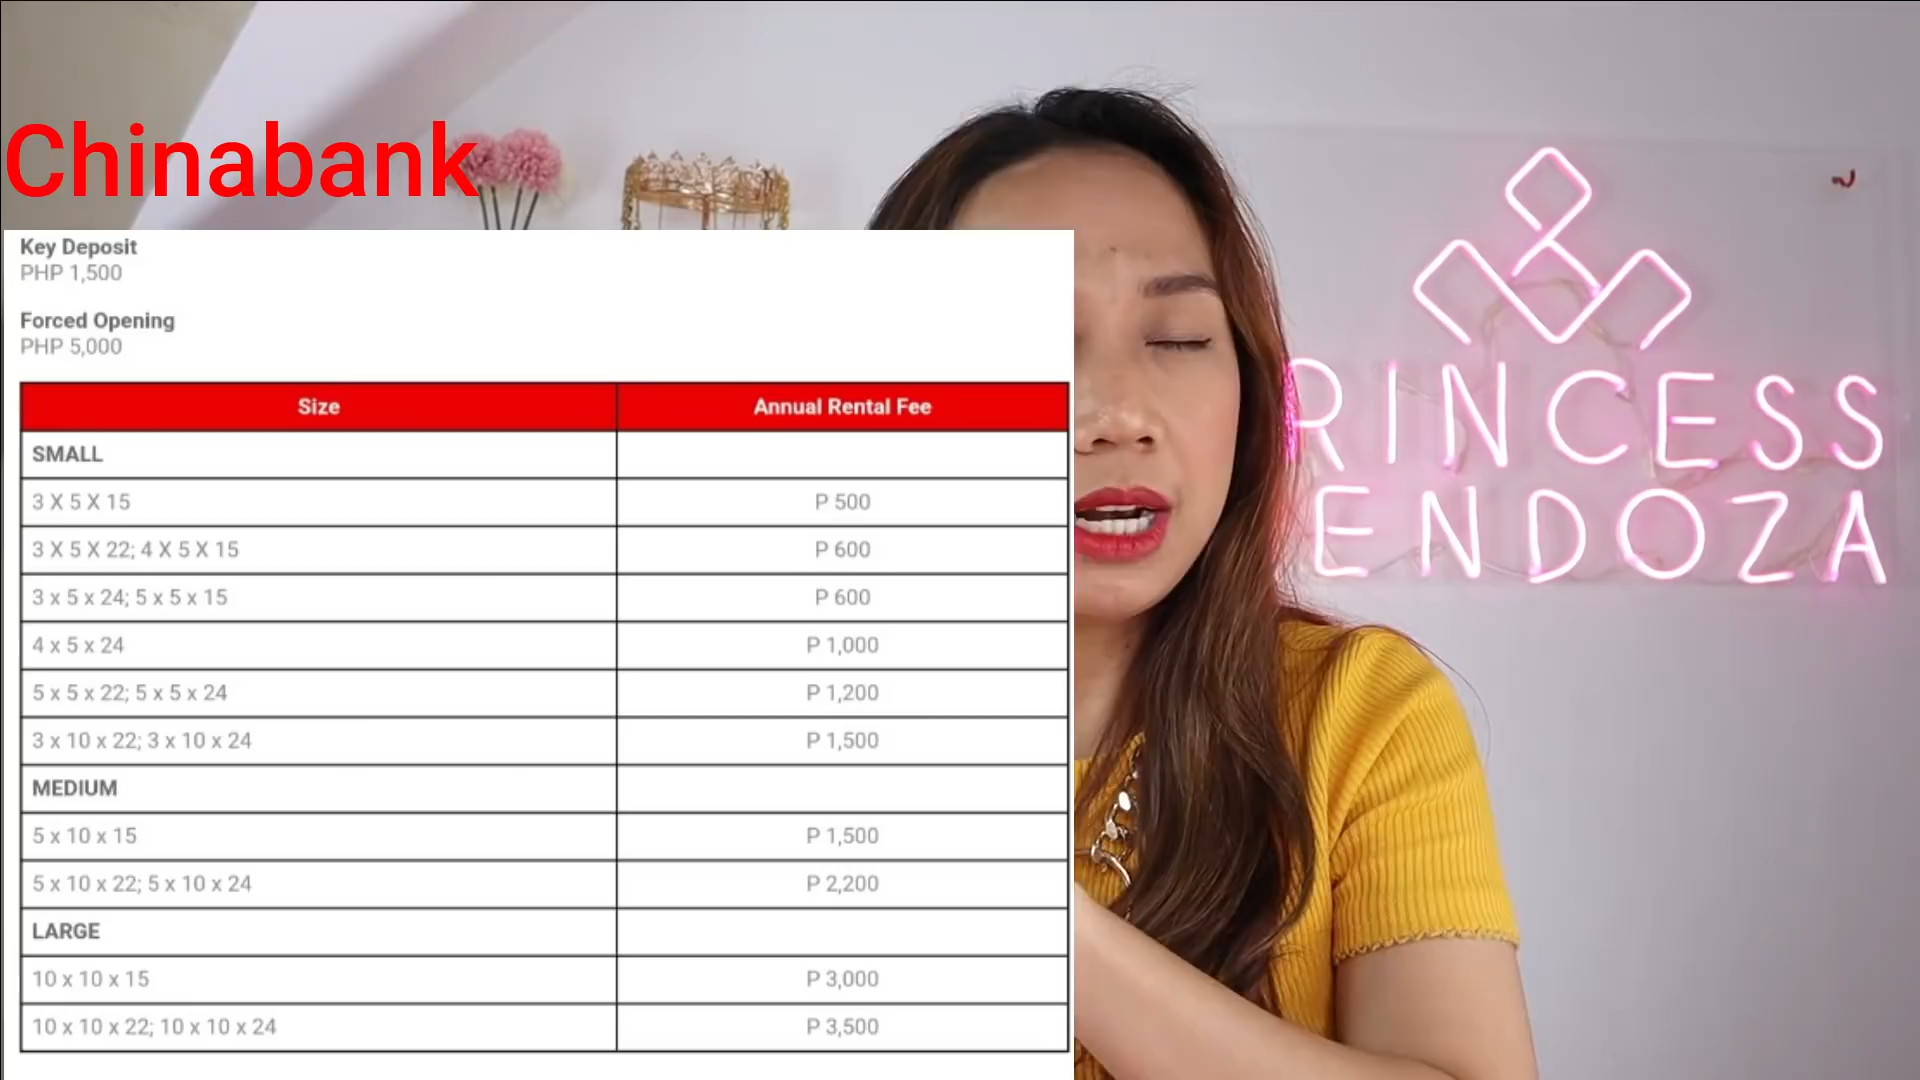 Chinabank
Key Deposit
PHP 1,500
Forced Opening
PHP 5,000
Size Annual Rental Fee
SMALL
3 X 5 X 15 P 500
3 X 5 X 22; 4 X 5 X 15 P 600
3 x 5 x 24; 5 x 5 x 15 P 600
4 x 5 x 24 P 1,000
5 x 5 x 22; 5 x 5 x 24 P 1,200
3 x 10 x 22; 3 x 10 x 24 P 1,500
MEDIUM
5 x 10 x 15 P 1,500
5 x 10 x 22; 5 x 10 x 24 P 2,200
LARGE
10 x 10 x 15 P 3,000
10 x 10 x 22; 10 x 10 x 24 P 3,500
RINCESS
ENDOZA